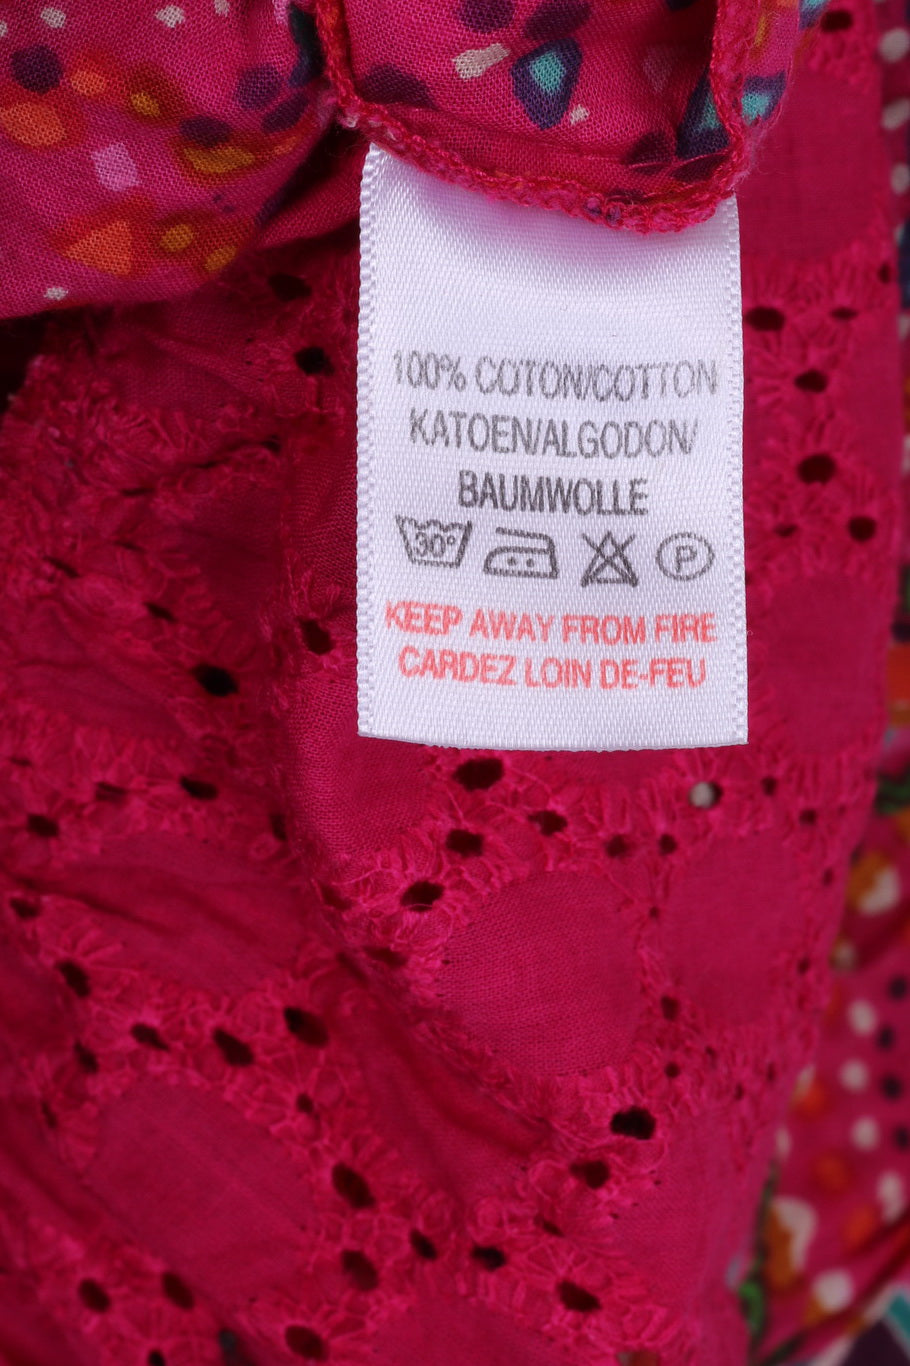 100% COTON/COTTON
KATOEN/ALGODON/
BAUMWOLLE
30° P
KEEP AWAY FROM FIRE
CARDEZ LOIN DE-FEU